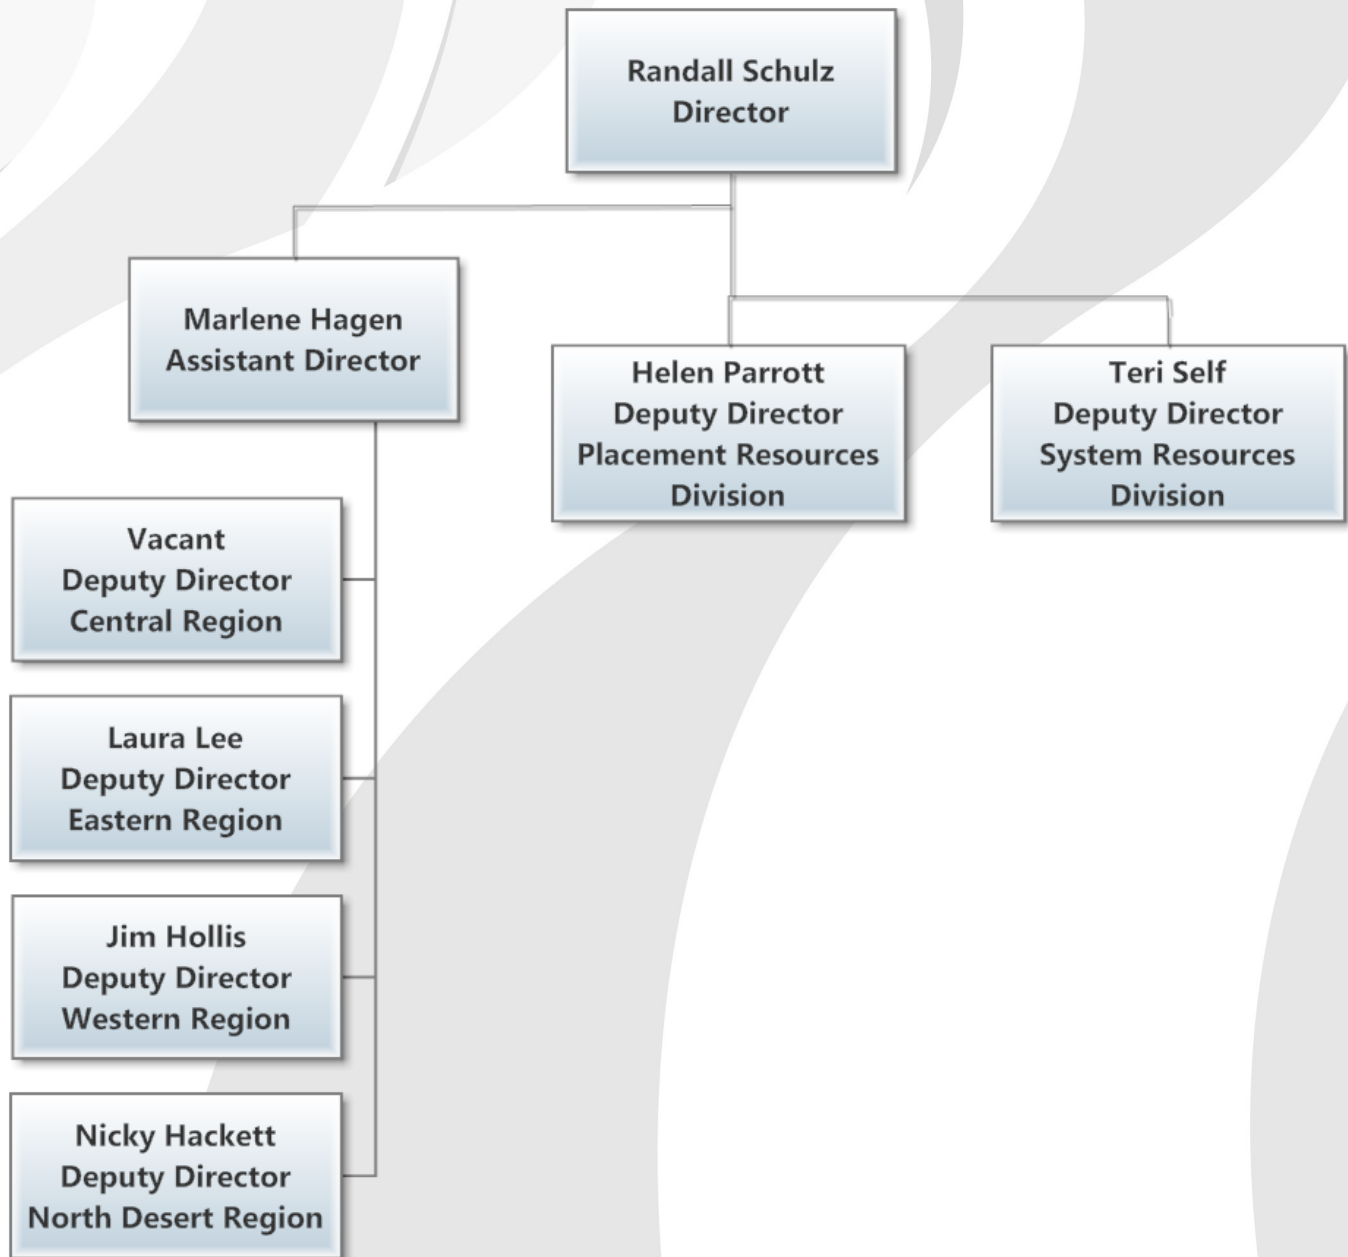 Randall Schulz
Director
Marlene Hagen
Assistant Director
Helen Parrott
Deputy Director
Placement Resources
Division
Teri Self
Deputy Director
System Resources
Division
Vacant
Deputy Director
Central Region
Laura Lee
Deputy Director
Eastern Region
Jim Hollis
Deputy Director
Western Region
Nicky Hackett
Deputy Director
North Desert Region